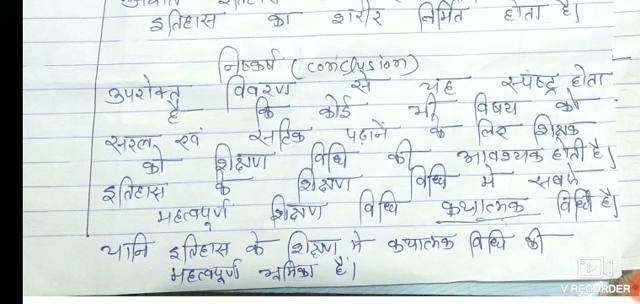 इतिहास का शरीर निर्मित होता है।
निष्कर्ष (conclusion)
उपरोक्त विवरण से यह स्पष्ट होता
है कि कोई भी विषय को
सरल एवं सटिक पढ़ाने के लिए शिक्षक
को शिक्षण विधि की आवश्यक होती है।
इतिहास के शिक्षण विधि में सबसे
महत्वपूर्ण शिक्षण विधि कथात्मक विधि है।
यानि इतिहास के शिक्षण में कथात्मक विधि की
महत्वपूर्ण भूमिका है।
V RECORDER